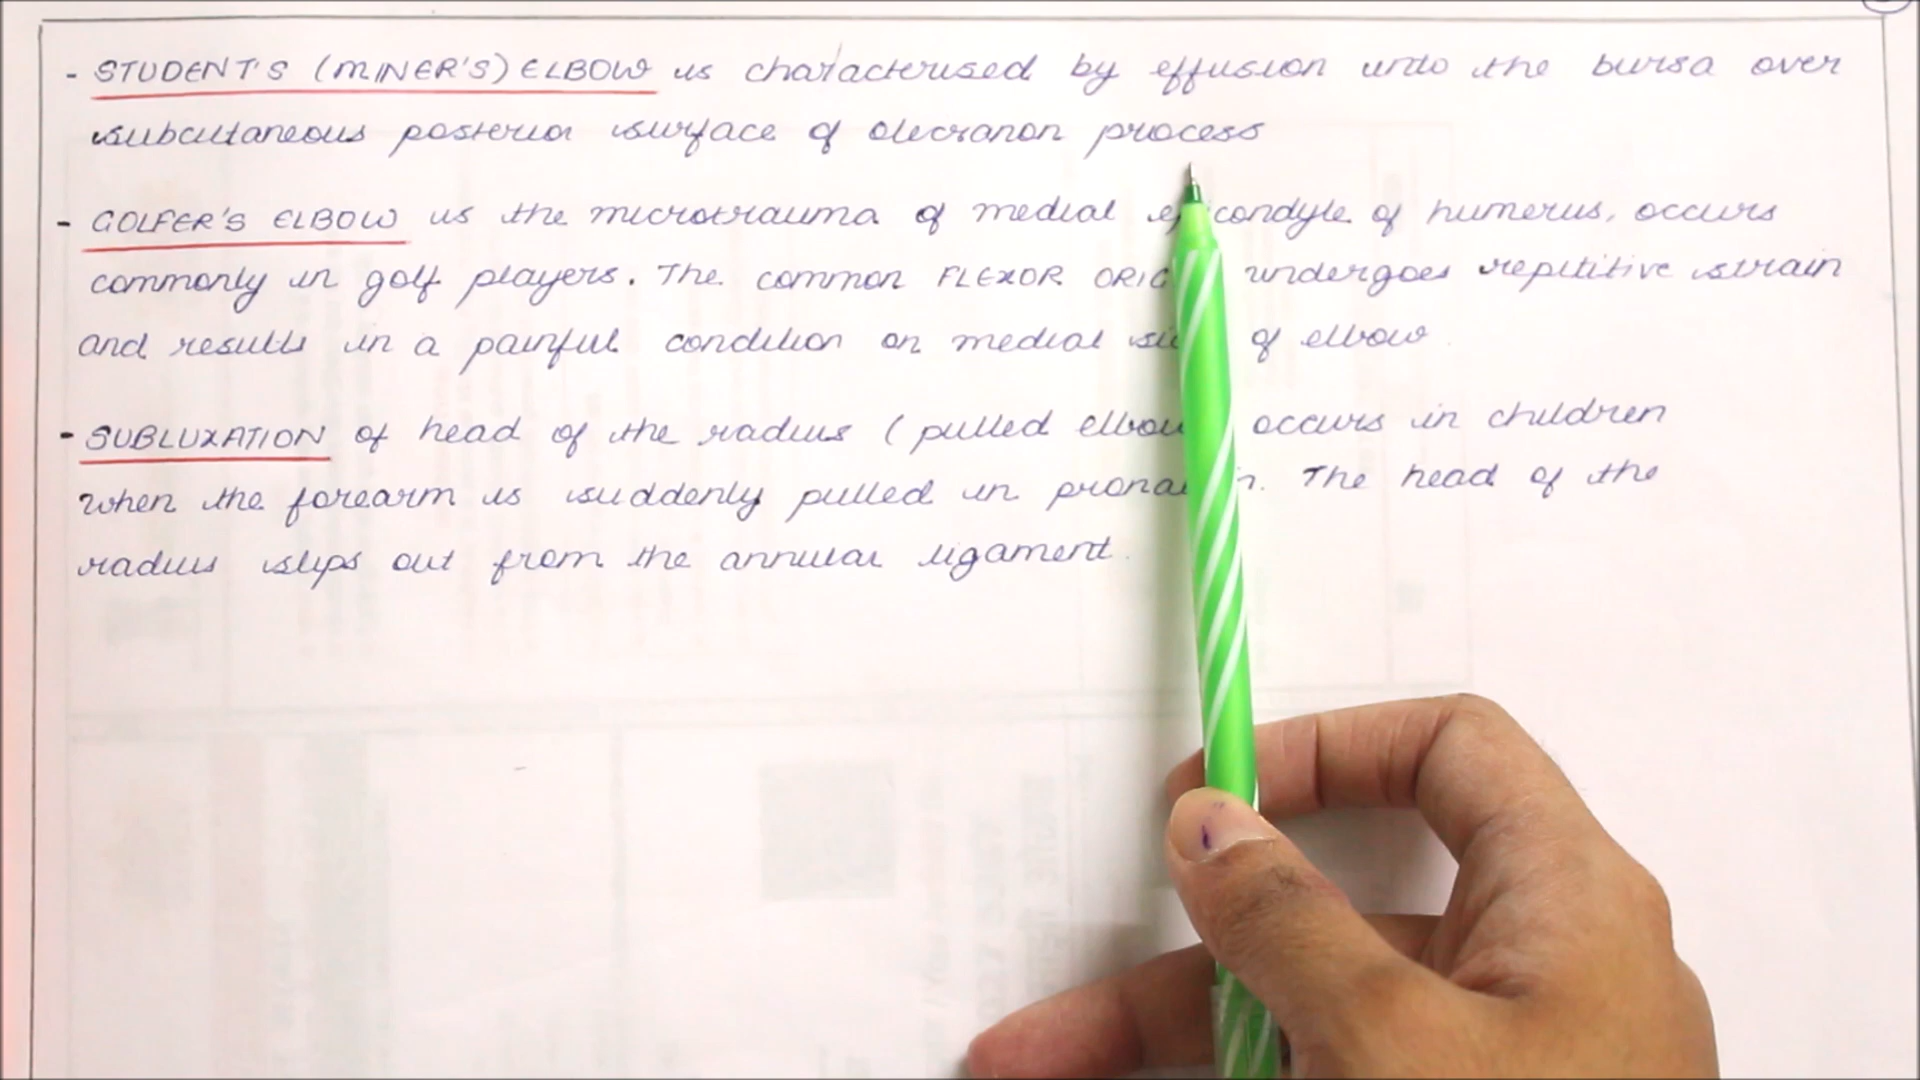 - STUDENT'S (MINER'S) ELBOW is characterised by effusion into the bursa over
subcutaneous posterior surface of olecranon process
- GOLFER'S ELBOW is the microtrauma of medial condyle of humerus, occurs
commonly in golf players. The common FLEXOR undergoes repititive strain
and results in a painful condition on medial of elbow
- SUBLUXATION of head of the radius (pulled elbow occurs in children
when the forearm is suddenly pulled in The head of the
radius slips out from the annular ligament.